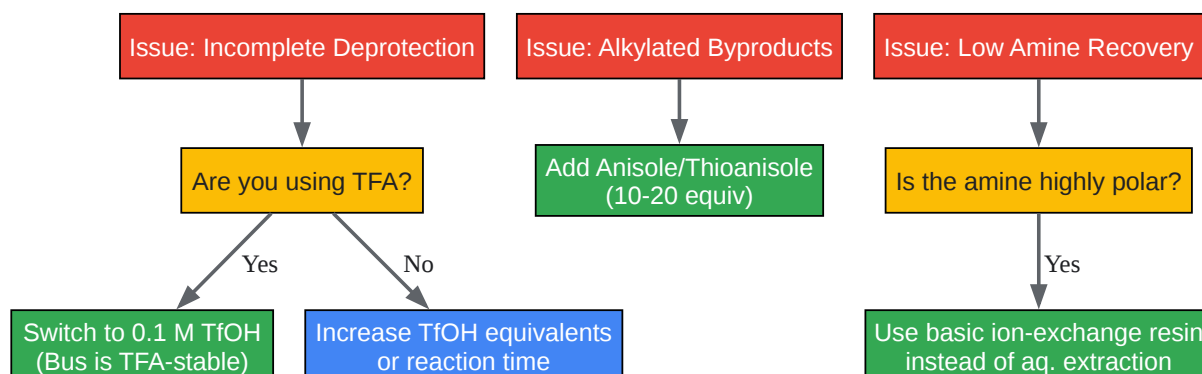 Issue: Incomplete Deprotection
Issue: Alkylated Byproducts
Issue: Low Amine Recovery
Are you using TFA?
Add Anisole/Thioanisole
(10-20 equiv)
Is the amine highly polar?
Yes
No
Yes
Switch to 0.1 M TfOH
(Bus is TFA-stable)
Increase TfOH equivalents
or reaction time
Use basic ion-exchange resin
instead of aq. extraction